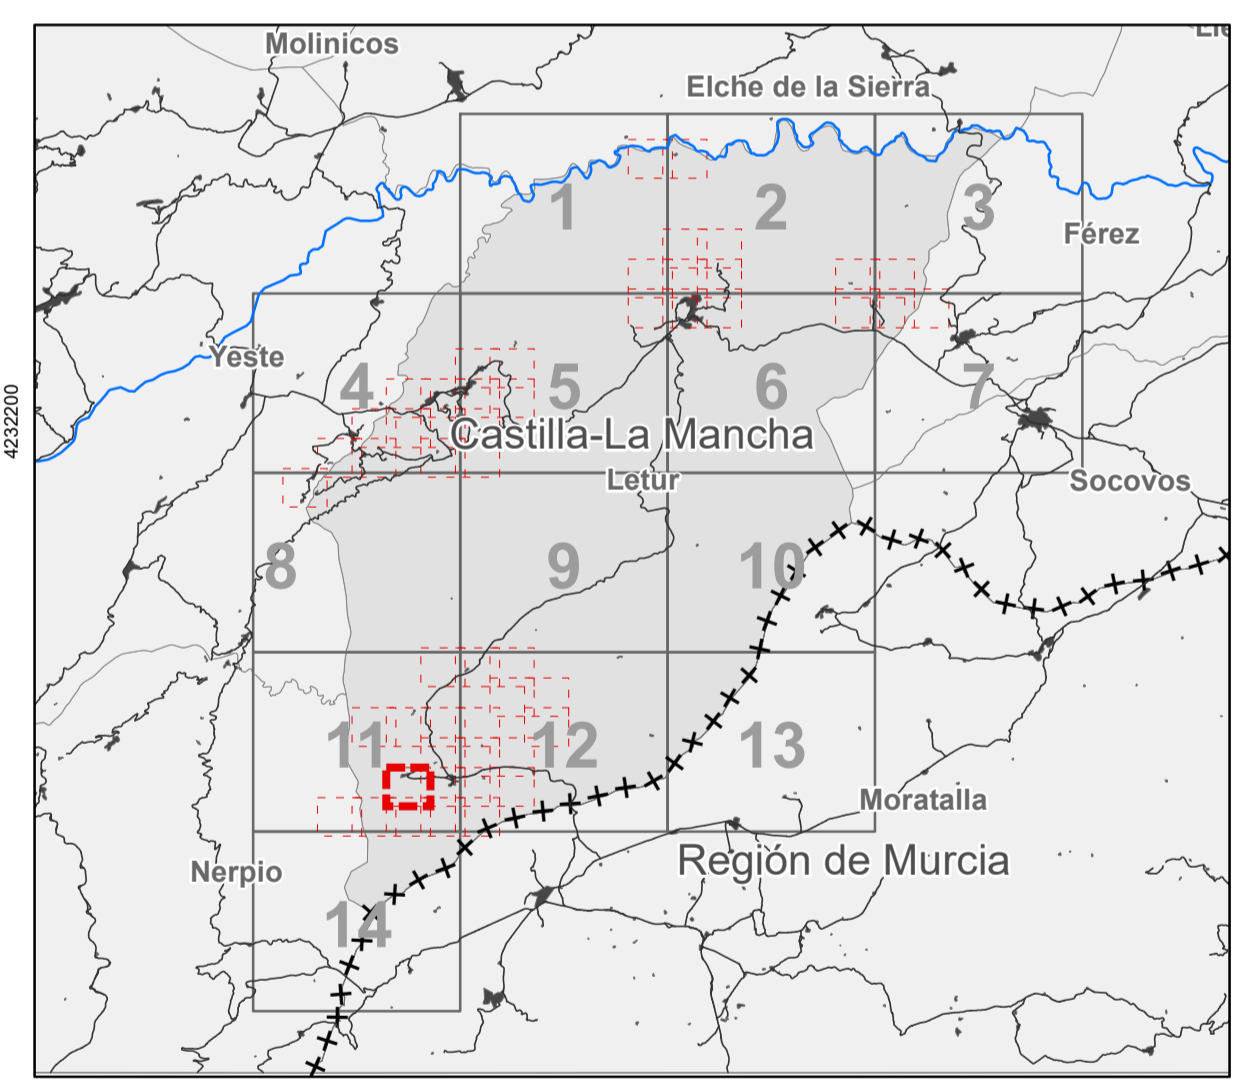 Molinicos
Elche de la Sierra
1
2
3
Férez
Yeste
4
5
6
7
4232200
Castilla-La Mancha
Letur
Socovos
8
9
10
11
12
13
Moratalla
Región de Murcia
Nerpio
14